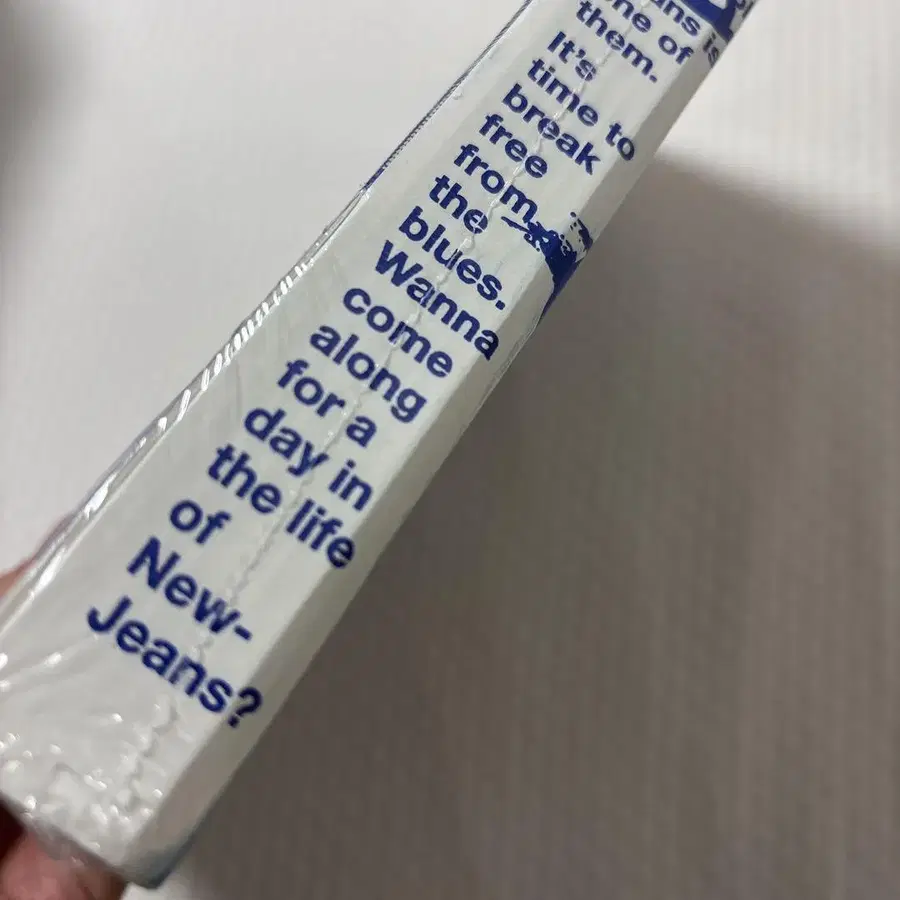 ans is
one of
them.
It's
time to
break
free
from
the
blues.
Wanna
come
along
for a
day in
the life
of
New-
Jeans?